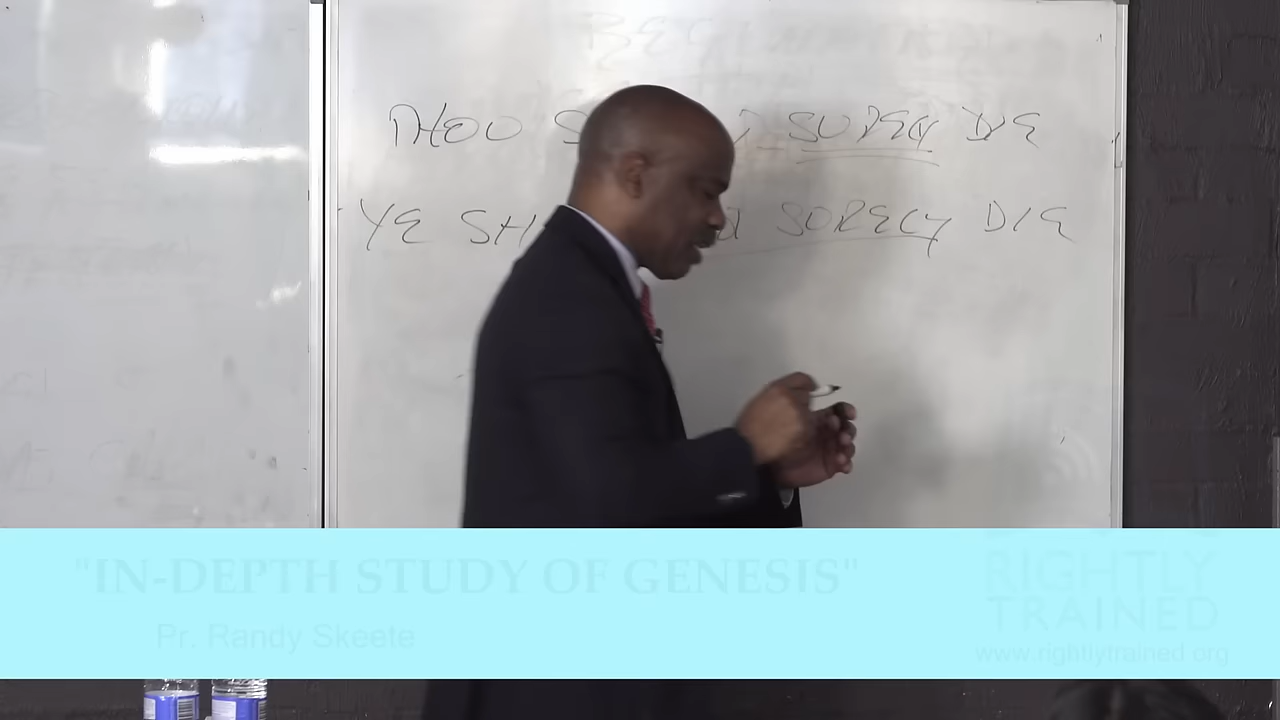 THOU S SURELY DIE
YE SH SURELY DIE
"IN-DEPTH STUDY OF GENESIS"
Pr. Randy Skeete
RIGHTLY
TRAINED
www.rightlytrained.org